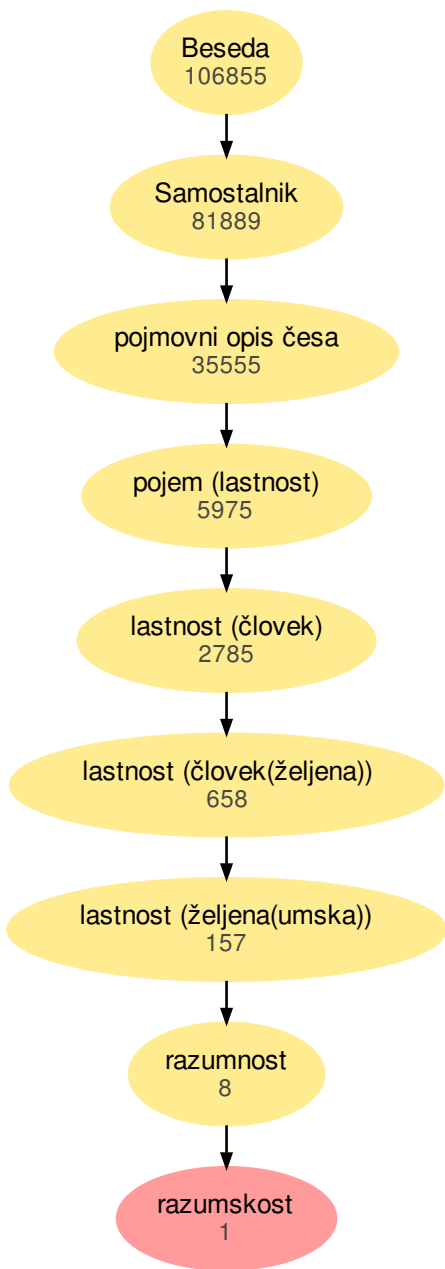 Beseda
106855
Samostalnik
81889
pojmovni opis česa
35555
pojem (lastnost)
5975
lastnost (človek)
2785
lastnost (človek(željena))
658
lastnost (željena(umska))
157
razumnost
8
razumskost
1